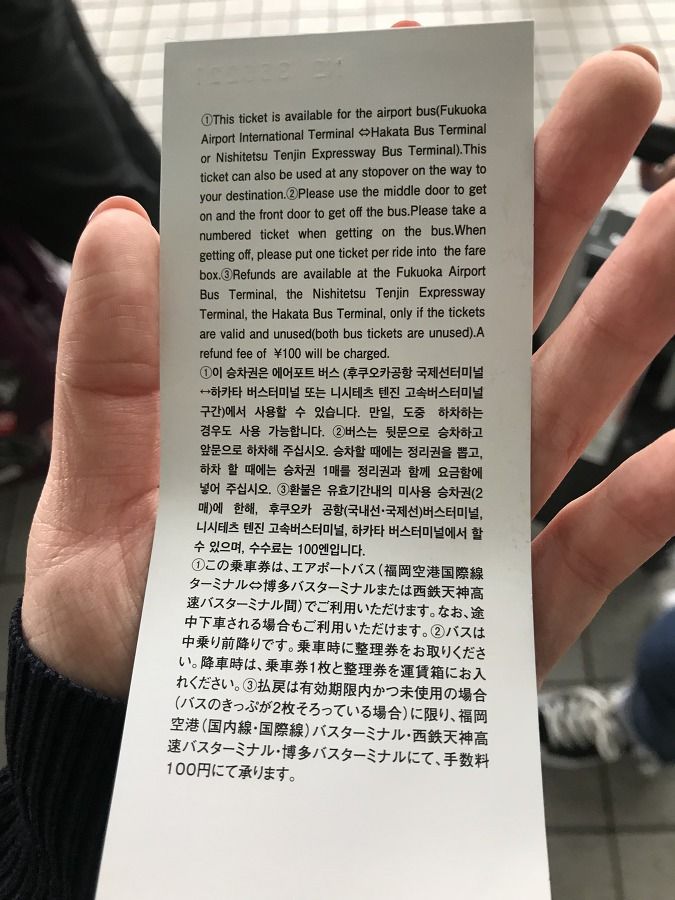 ①This ticket is available for the airport bus(Fukuoka
Airport International Terminal ⇔Hakata Bus Terminal
or Nishitetsu Tenjin Expressway Bus Terminal).This
ticket can also be used at any stopover on the way to
your destination.②Please use the middle door to get
on and the front door to get off the bus.Please take a
numbered ticket when getting on the bus.When
getting off, please put one ticket per ride into the fare
box.③Refunds are available at the Fukuoka Airport
Bus Terminal, the Nishitetsu Tenjin Expressway
Terminal, the Hakata Bus Terminal, only if the tickets
are valid and unused(both bus tickets are unused).A
refund fee of ¥100 will be charged.
①이 승차권은 에어포트 버스 (후쿠오카공항 국제선터미널
↔하카타 버스터미널 또는 니시테츠 텐진 고속버스터미널
구간)에서 사용할 수 있습니다. 만일, 도중 하차하는
경우도 사용 가능합니다. ②버스는 뒷문으로 승차하고
앞문으로 하차해 주십시오. 승차할 때에는 정리권을 뽑고,
하차 할 때에는 승차권 1매를 정리권과 함께 요금함에
넣어 주십시오. ③환불은 유효기간내의 미사용 승차권(2
매)에 한해, 후쿠오카 공항(국내선·국제선)버스터미널,
니시테츠 텐진 고속버스터미널, 하카타 버스터미널에서 할
수 있으며, 수수료는 100엔입니다.
①この乗車券は、エアポートバス(福岡空港国際線
ターミナル⇔博多バスターミナルまたは西鉄天神高
速バスターミナル間)でご利用いただけます。なお、途
中下車される場合もご利用いただけます。②バスは
中乗り前降りです。乗車時に整理券をお取りくださ
い。降車時は、乗車券1枚と整理券を運賃箱にお入
れください。③払戻は有効期限内かつ未使用の場合
(バスのきっぷが2枚そろっている場合)に限り、福岡
空港(国内線・国際線)バスターミナル・西鉄天神高
速バスターミナル・博多バスターミナルにて、手数料
100円にて承ります。